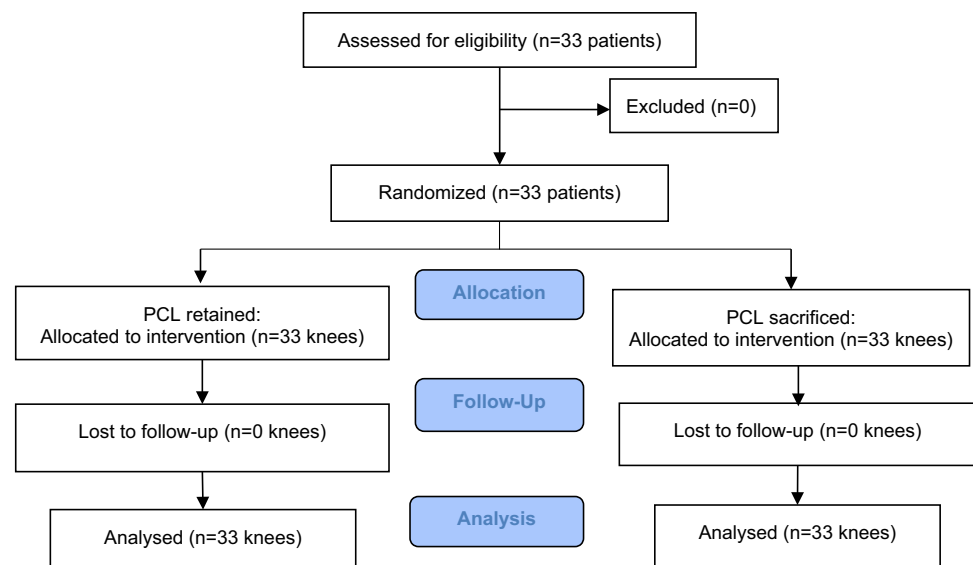 Assessed for eligibility (n=33 patients)
Excluded (n=0)
Randomized (n=33 patients)
Allocation
PCL retained:
Allocated to intervention (n=33 knees)
PCL sacrificed:
Allocated to intervention (n=33 knees)
Follow-Up
Lost to follow-up (n=0 knees)
Lost to follow-up (n=0 knees)
Analysis
Analysed (n=33 knees)
Analysed (n=33 knees)